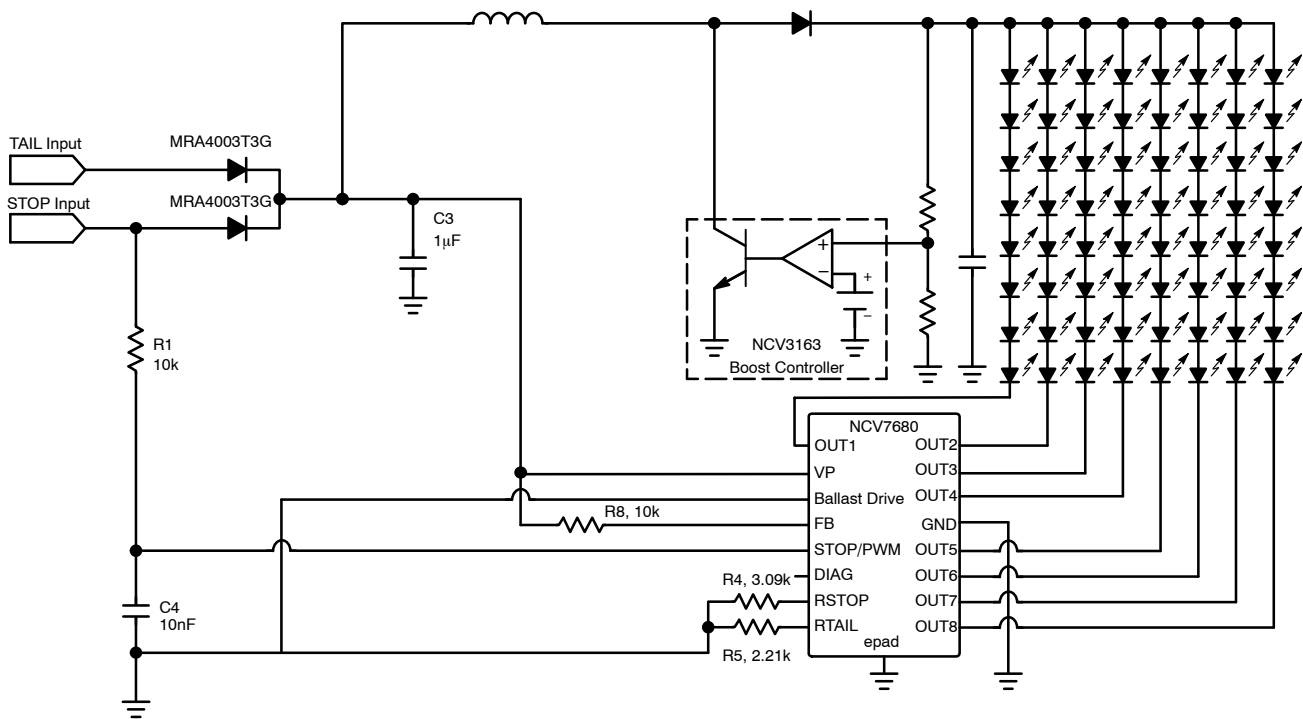 TAIL Input
MRA4003T3G
STOP Input
MRA4003T3G
C3
1μF
+
−
+
−
NCV3163
Boost Controller
R1
10k
NCV7680
OUT1
OUT2
VP
OUT3
Ballast Drive
OUT4
R8, 10k
FB
GND
STOP/PWM
OUT5
R4, 3.09k
DIAG
OUT6
RSTOP
OUT7
RTAIL
OUT8
C4
10nF
R5, 2.21k
epad